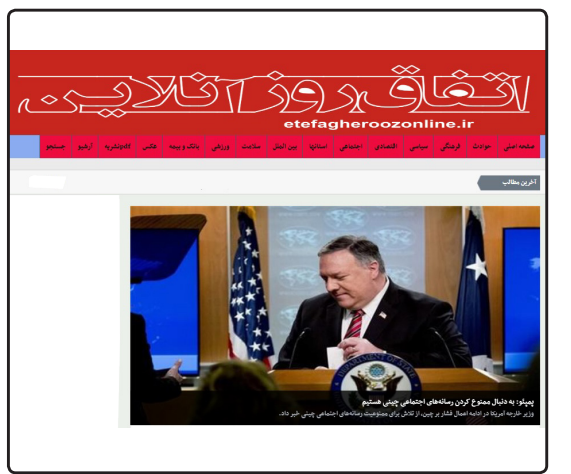 اتفاق روز آنلاین
etefagheroozonline.ir
صفحه اصلی حوادث فرهنگی سیاسی اقتصادی اجتماعی استانها بین الملل سلامت ورزشی بانک و بیمه عکس pdfنشریه آرشیو جستجو
آخرین مطالب
پمپئو: به دنبال ممنوع کردن رسانه‌های اجتماعی چینی هستیم
وزیر خارجه آمریکا در ادامه اعمال فشار بر چین، از تلاش برای ممنوعیت رسانه‌های اجتماعی چینی خبر داد.